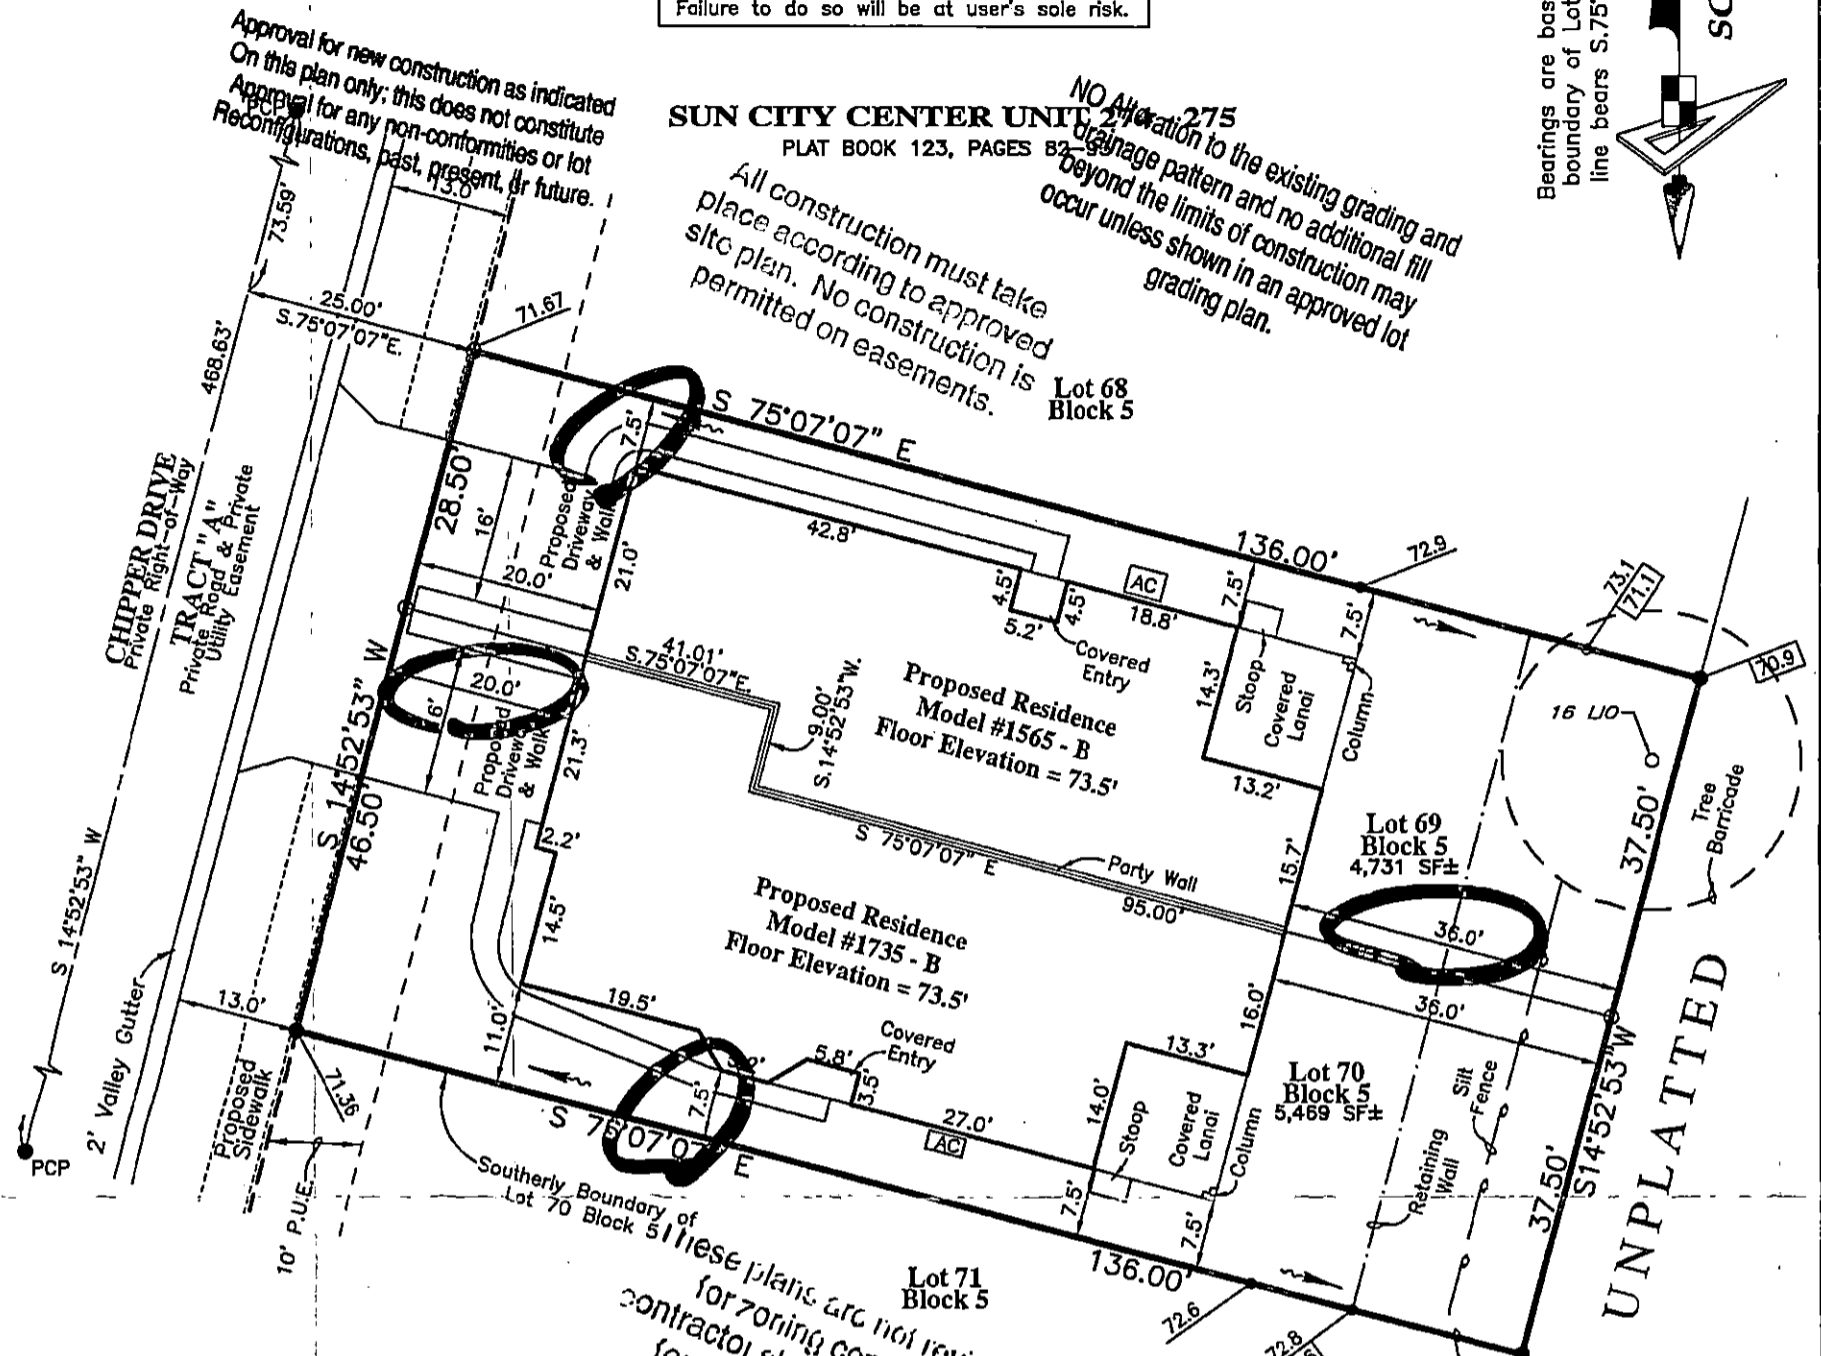 Failure to do so will be at user's sole risk.
Approval for new construction as indicated
On this plan only; this does not constitute
Approval for any non-conformities or lot
Reconfigurations, past, present, or future.
PCP
SUN CITY CENTER UNIT 275
PLAT BOOK 123, PAGES 82-
NO Alteration to the existing grading and
drainage pattern and no additional fill
beyond the limits of construction may
occur unless shown in an approved lot
grading plan.
All construction must take
place according to approved
site plan. No construction is
permitted on easements.
Bearings are bas
boundary of Lot
line bears S.75°
SC
73.59'
13.0'
25.00'
S.75°07'07"E.
71.67
468.63'
Lot 68
Block 5
7.5'
S 75°07'07" E
136.00'
72.9
73.1
71.1
70.9
CHIPPER DRIVE
Private Right-of-Way
TRACT "A"
Private Road & Private
Utility Easement
28.50'
16'
Proposed
Driveway
& Walk
21.0'
42.8'
4.5'
5.2'
4.5'
AC
18.8'
Covered
Entry
7.5'
7.5'
20.0'
41.01'
S.75°07'07"E.
9.00'
S.14°52'53"W.
Proposed Residence
Model #1565 - B
Floor Elevation = 73.5'
14.3'
Stoop
Covered
Lanai
Column
13.2'
16 LIO
Tree
Barricade
20.0'
6'
Proposed
Driveway
& Walk
21.3'
S 14°52'53" W
46.50'
2.2'
14.5'
S 75°07'07" E
Party Wall
95.00'
15.7'
Lot 69
Block 5
4,731 SF±
37.50'
36.0'
36.0'
Proposed Residence
Model #1735 - B
Floor Elevation = 73.5'
S 14°52'53" W
2' Valley Gutter
13.0'
19.5'
11.0'
Covered
Entry
5.8'
3.5'
7.5'
16.0'
13.3'
14.0'
Stoop
Covered
Lanai
Column
27.0'
AC
Lot 70
Block 5
5,469 SF±
Silt
Fence
Retaining
Wall
S14°52'53"W
37.50'
UNPLATTED
PCP
Proposed
Sidewalk
71.36
10' P.U.E.
S 75°07'07" E
Southerly Boundary of
Lot 70 Block 5
7.5'
7.5'
136.00'
Lot 71
Block 5
72.6
72.8
These plans are not
for zoning
contractor